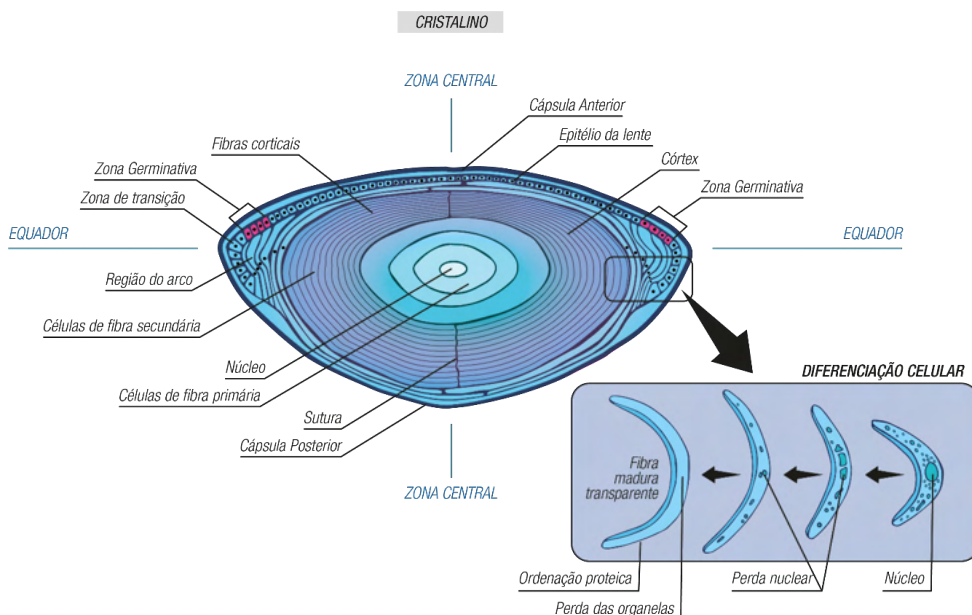 CRISTALINO
ZONA CENTRAL
Cápsula Anterior
Epitélio da lente
Fibras corticais
Córtex
Zona Germinativa
Zona Germinativa
Zona de transição
EQUADOR
EQUADOR
Região do arco
Células de fibra secundária
Núcleo
Células de fibra primária
Sutura
Cápsula Posterior
ZONA CENTRAL
DIFERENCIAÇÃO CELULAR
Fibra
madura
transparente
Ordenação proteica
Perda nuclear
Núcleo
Perda das organelas